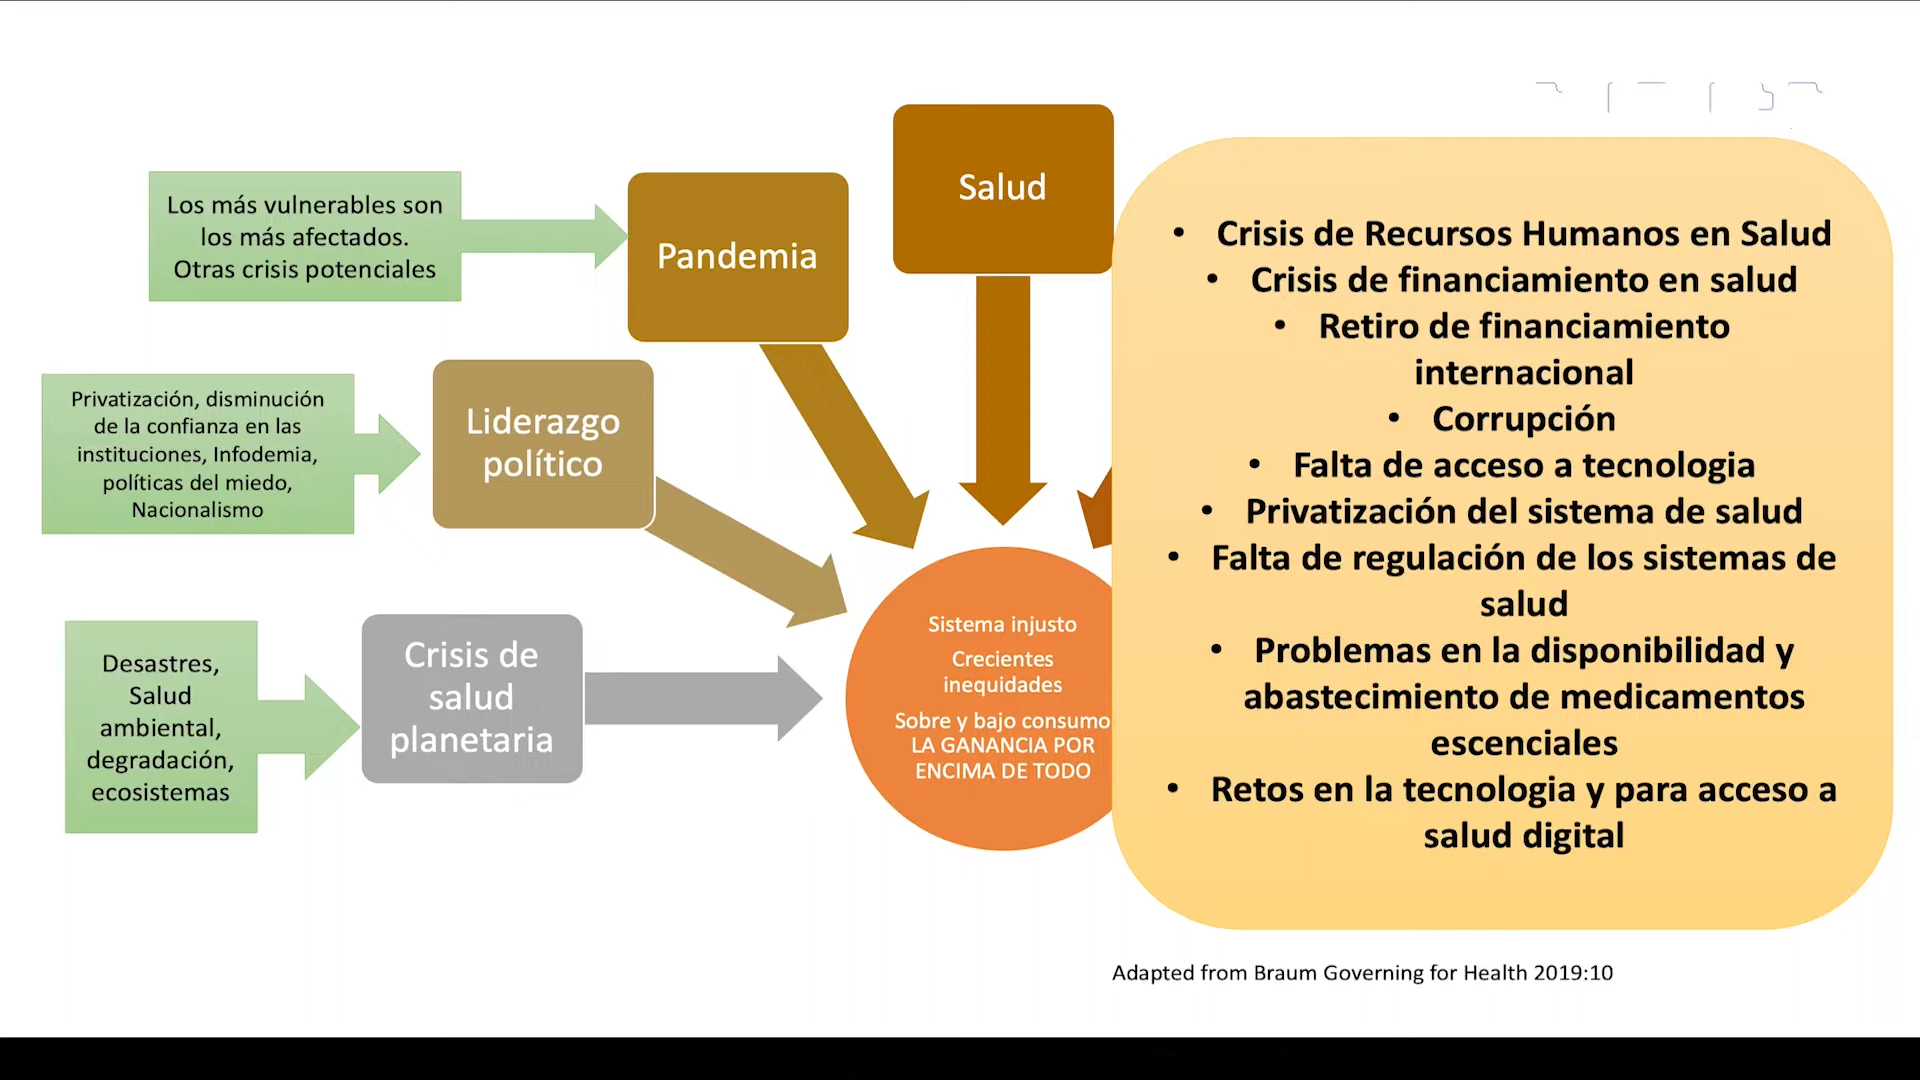 Los más vulnerables son
los más afectados.
Otras crisis potenciales
Pandemia
Salud
Privatización, disminución
de la confianza en las
instituciones, Infodemia,
políticas del miedo,
Nacionalismo
Liderazgo
político
Desastres,
Salud
ambiental,
degradación,
ecosistemas
Crisis de
salud
planetaria
Sistema injusto
Crecientes
inequidades
Sobre y bajo consumo
LA GANANCIA POR
ENCIMA DE TODO
• Crisis de Recursos Humanos en Salud
• Crisis de financiamiento en salud
• Retiro de financiamiento
internacional
• Corrupción
• Falta de acceso a tecnologia
• Privatización del sistema de salud
• Falta de regulación de los sistemas de
salud
• Problemas en la disponibilidad y
abastecimiento de medicamentos
escenciales
• Retos en la tecnologia y para acceso a
salud digital
Adapted from Braum Governing for Health 2019:10